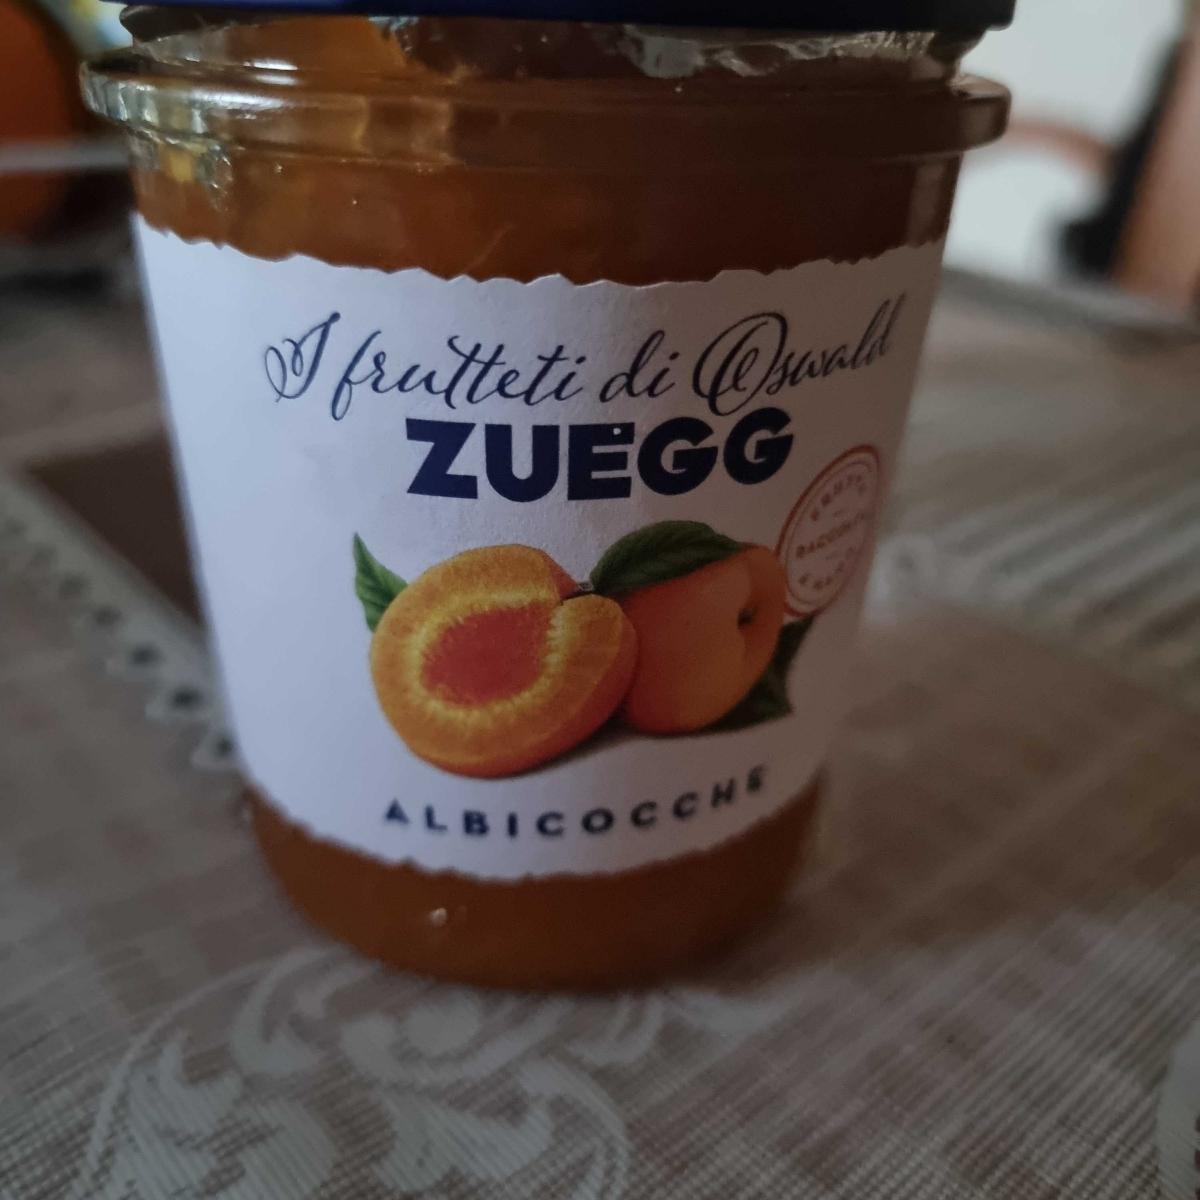 I frutteti di Oswald
ZUEGG
ALBICOCCHE